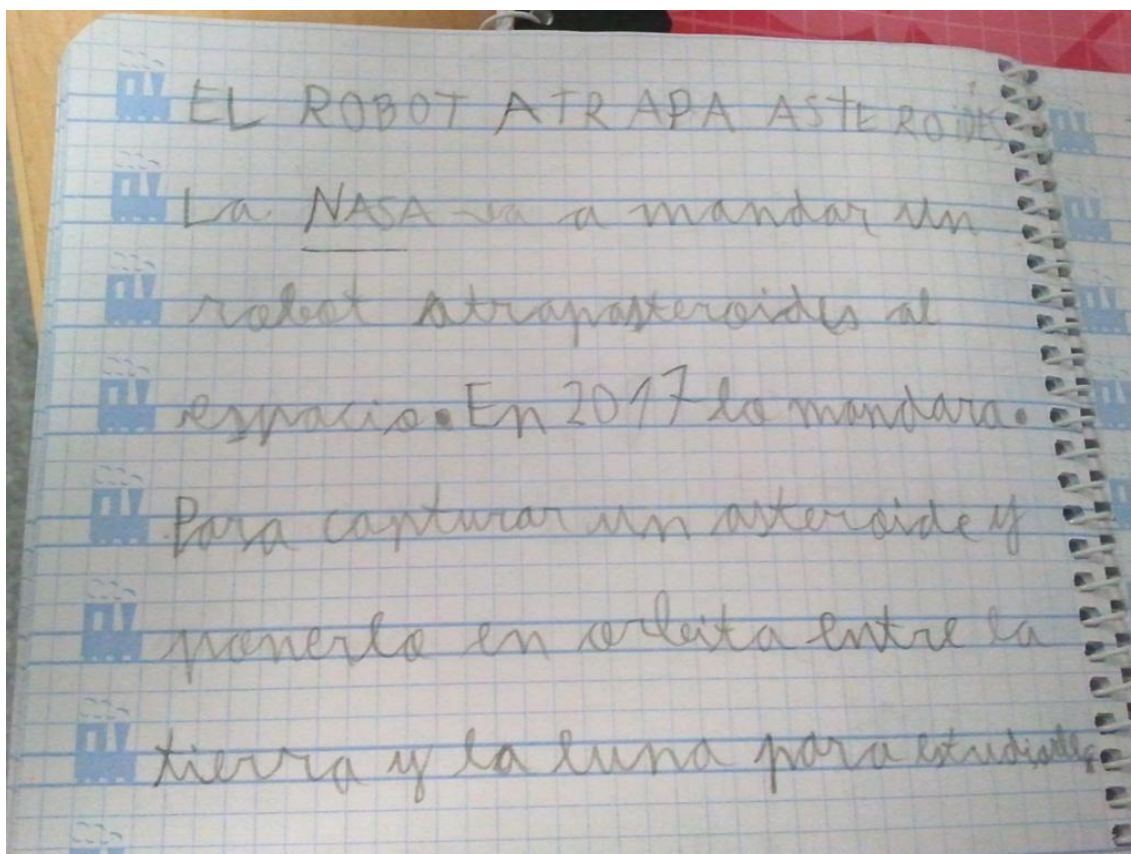 EL ROBOT ATRAPA ASTEROIDES
La NASA va a mandar un
robot atrapasteroides al
espacio. En 2017 lo mandara.
Para capturar un asteroide y
ponerlo en orbita entre la
tierra y la luna para